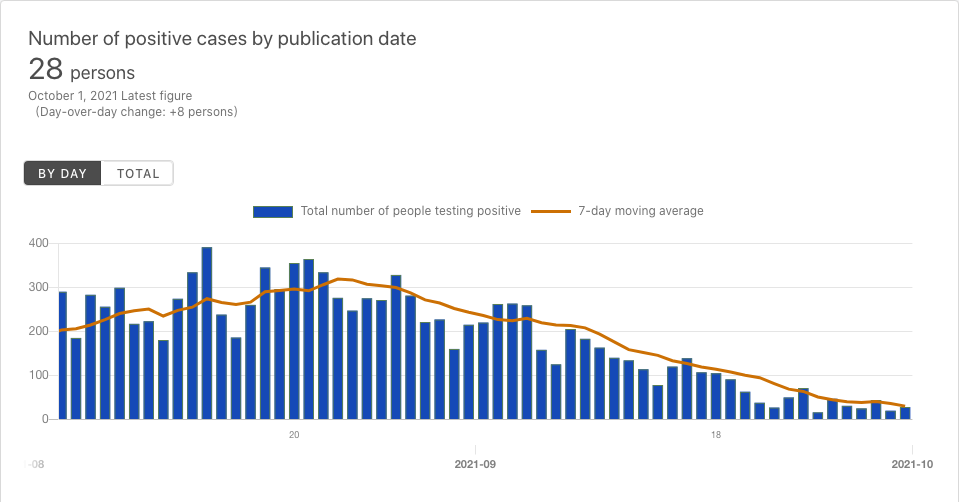 Number of positive cases by publication date
28 persons
October 1, 2021 Latest figure
(Day-over-day change: +8 persons)
BY DAY TOTAL
Total number of people testing positive 7-day moving average
400
300
200
100
0
20 18
-08 2021-09 2021-10